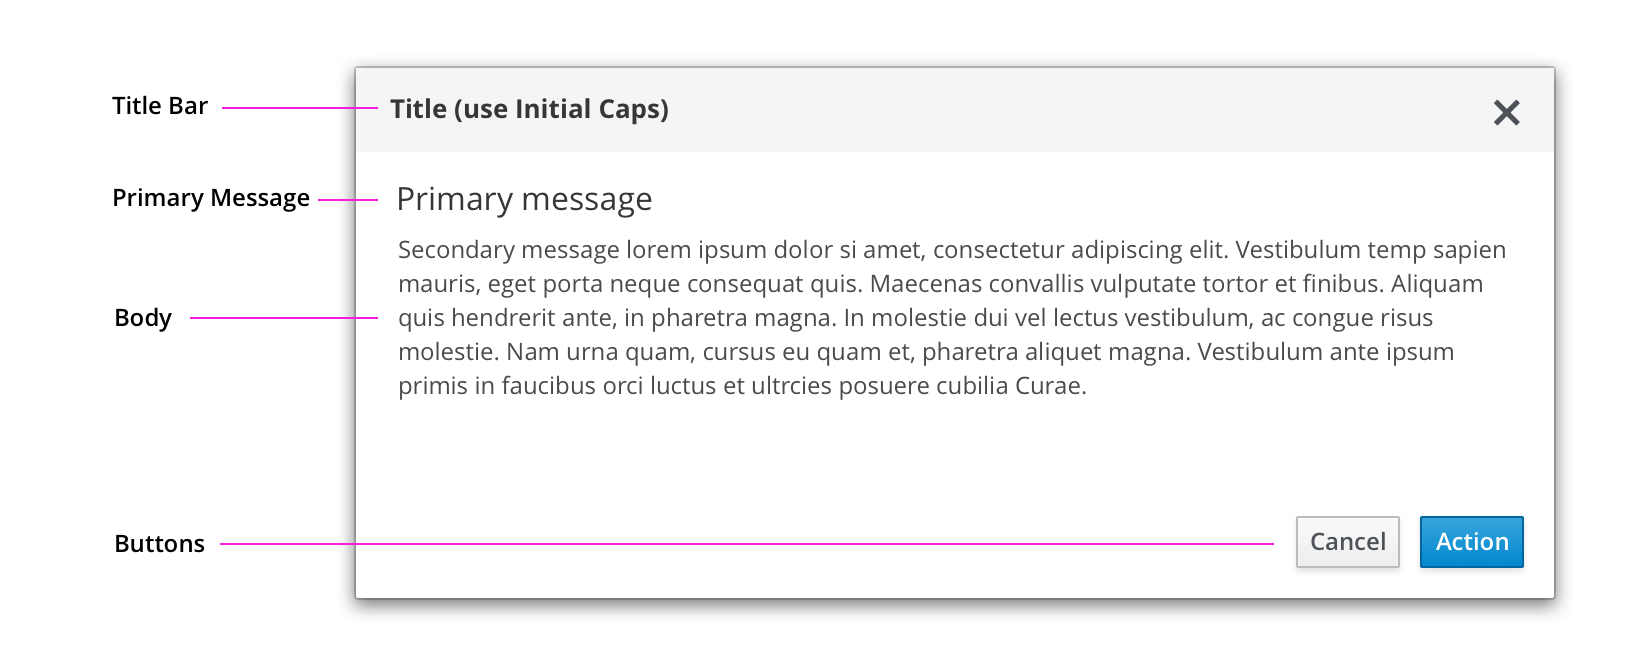 Title Bar
Title (use Initial Caps)
Primary Message
Primary message
Secondary message lorem ipsum dolor si amet, consectetur adipiscing elit. Vestibulum temp sapien
mauris, eget porta neque consequat quis. Maecenas convallis vulputate tortor et finibus. Aliquam
Body
quis hendrerit ante, in pharetra magna. In molestie dui vel lectus vestibulum, ac congue risus
molestie. Nam urna quam, cursus eu quam et, pharetra aliquet magna. Vestibulum ante ipsum
primis in faucibus orci luctus et ultrcies posuere cubilia Curae.
Buttons
Cancel
Action